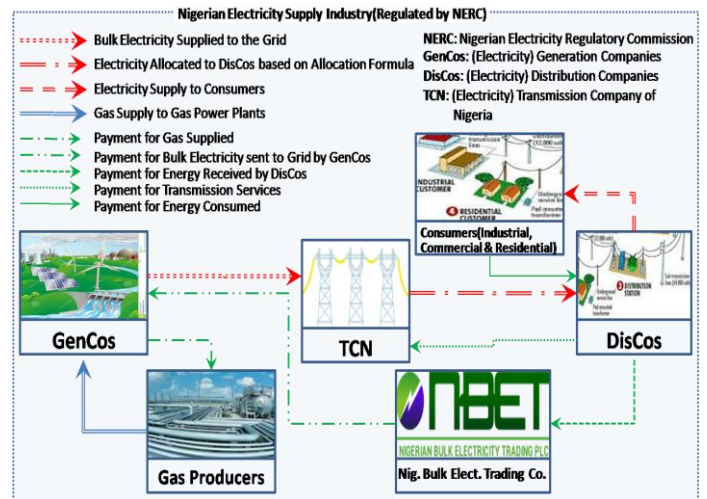 Nigerian Electricity Supply Industry(Regulated by NERC)
Bulk Electricity Supplied to the Grid
Electricity Allocated to DisCos based on Allocation Formula
Electricity Supply to Consumers
Gas Supply to Gas Power Plants
Payment for Gas Supplied
Payment for Bulk Electricity sent to Grid by GenCos
Payment for Energy Received by DisCos
Payment for Transmission Services
Payment for Energy Consumed
NERC: Nigerian Electricity Regulatory Commission
GenCos: (Electricity) Generation Companies
DisCos: (Electricity) Distribution Companies
TCN: (Electricity) Transmission Company of
Nigeria
INDUSTRIAL
CUSTOMER
4 RESIDENTIAL
CUSTOMER
Pad-mounted
transformer
Consumers(Industrial,
Commercial & Residential)
GenCos
TCN
3 DISTRIBUTION
STATION
DisCos
Gas Producers
NBET
NIGERIAN BULK ELECTRICITY TRADING PLC
Nig. Bulk Elect. Trading Co.